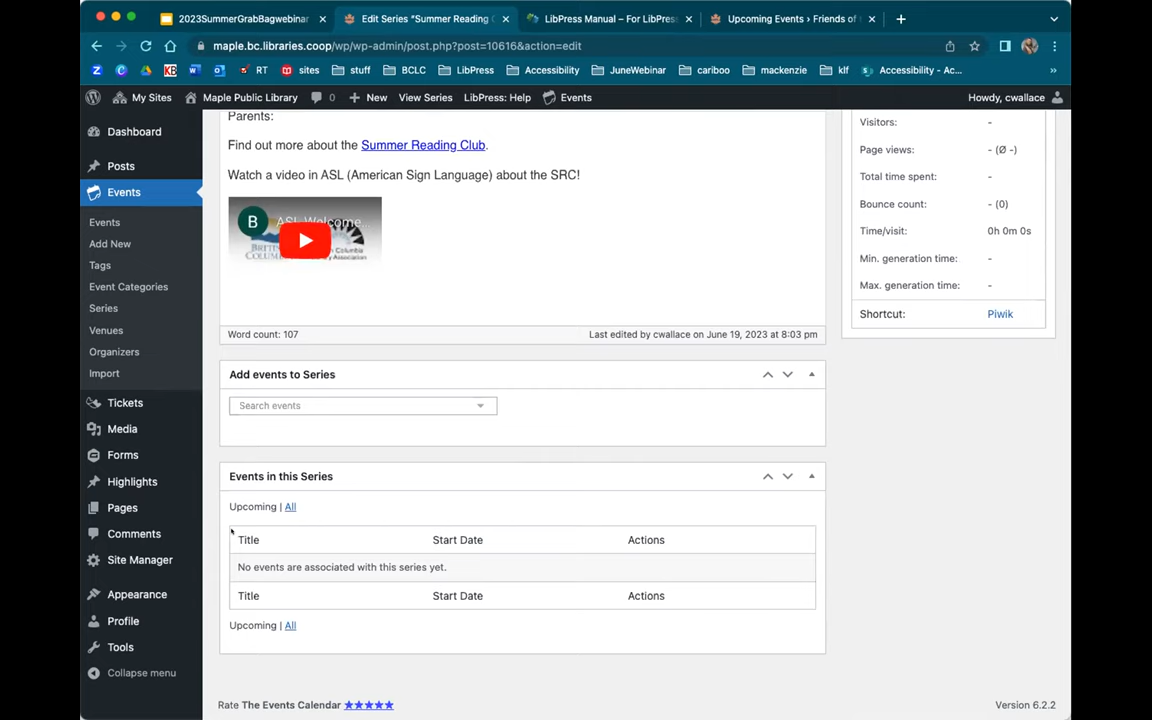 2023SummerGrabBagwebinar
Edit Series "Summer Reading C
LibPress Manual – For LibPress
Upcoming Events › Friends of
maple.bc.libraries.coop/wp/wp-admin/post.php?post=10616&action=edit
RT sites stuff BCLC LibPress Accessibility JuneWebinar cariboo mackenzie klf Accessibility - Ac...
My Sites Maple Public Library 0 New View Series LibPress: Help Events Howdy, cwallace
Dashboard
Posts
Events
Events
Add New
Tags
Event Categories
Series
Venues
Organizers
Import
Tickets
Media
Forms
Highlights
Pages
Comments
Site Manager
Appearance
Profile
Tools
Collapse menu
Parents:
Find out more about the Summer Reading Club.
Watch a video in ASL (American Sign Language) about the SRC!
B ASL Welcome...
Word count: 107 Last edited by cwallace on June 19, 2023 at 8:03 pm
Add events to Series
Search events
Events in this Series
Upcoming | All
Title Start Date Actions
No events are associated with this series yet.
Title Start Date Actions
Upcoming | All
Visitors: -
Page views: - (Ø -)
Total time spent: -
Bounce count: - (0)
Time/visit: 0h 0m 0s
Min. generation time: -
Max. generation time: -
Shortcut: Piwik
Rate The Events Calendar ★★★★★ Version 6.2.2